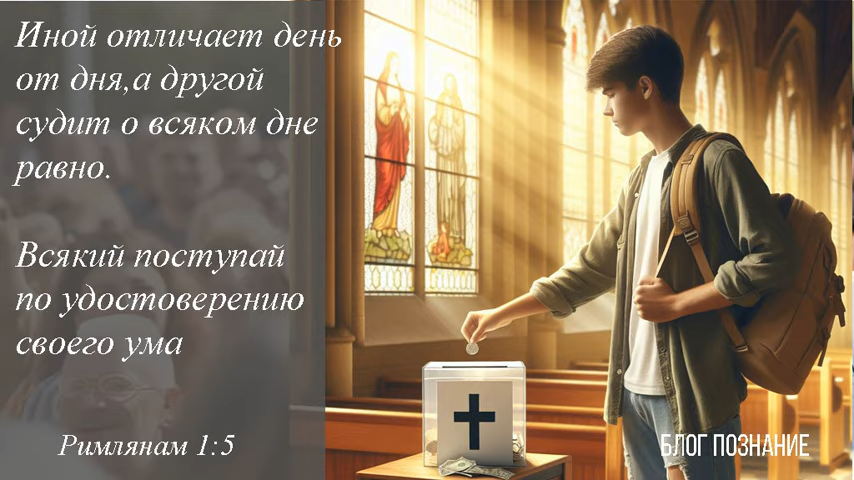 Иной отличает день
от дня,а другой
судит о всяком дне
равно.
Всякий поступай
по удостоверению
своего ума
Римлянам 1:5
БЛОГ ПОЗНАНИЕ